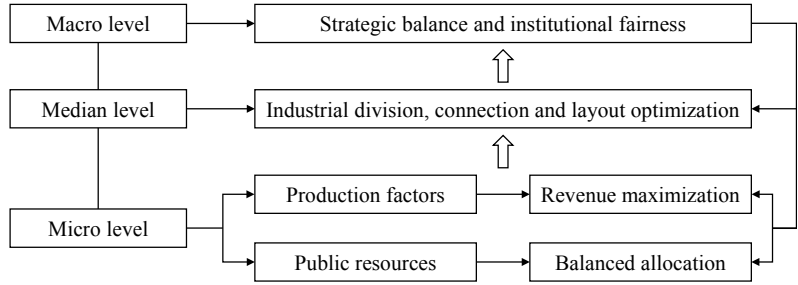 Macro level
Strategic balance and institutional fairness
Median level
Industrial division, connection and layout optimization
Micro level
Production factors
Revenue maximization
Public resources
Balanced allocation